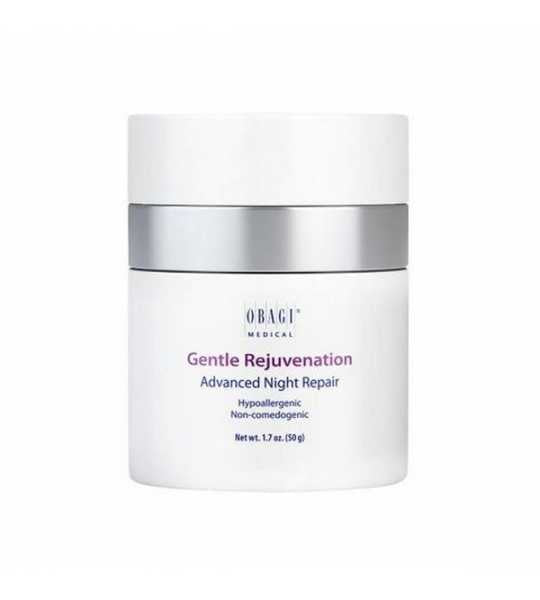 OBAGI®
MEDICAL
Gentle Rejuvenation
Advanced Night Repair
Hypoallergenic
Non-comedogenic
Net wt. 1.7 oz. (50 g)